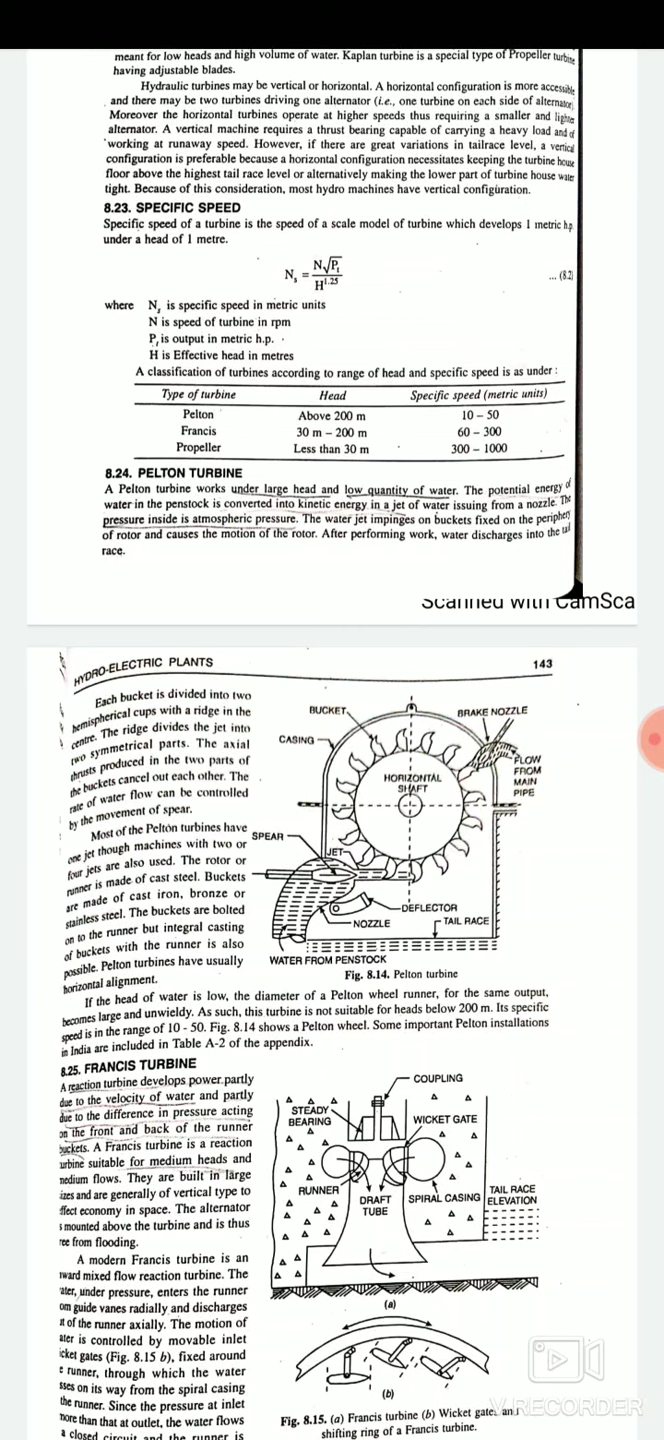 meant for low heads and high volume of water. Kaplan turbine is a special type of Propeller turbine
having adjustable blades.
Hydraulic turbines may be vertical or horizontal. A horizontal configuration is more accessible
and there may be two turbines driving one alternator (i.e., one turbine on each side of alternator).
Moreover the horizontal turbines operate at higher speeds thus requiring a smaller and lighter
alternator. A vertical machine requires a thrust bearing capable of carrying a heavy load and of
working at runaway speed. However, if there are great variations in tailrace level, a vertical
configuration is preferable because a horizontal configuration necessitates keeping the turbine house
floor above the highest tail race level or alternatively making the lower part of turbine house water
tight. Because of this consideration, most hydro machines have vertical configuration.
8.23. SPECIFIC SPEED
Specific speed of a turbine is the speed of a scale model of turbine which develops 1 metric h.p.
under a head of 1 metre.
Ns = N√Pt / H^1.25 ... (8.2)
where Ns is specific speed in metric units
N is speed of turbine in rpm
Pt is output in metric h.p.
H is Effective head in metres
A classification of turbines according to range of head and specific speed is as under :
Type of turbine Head Specific speed (metric units)
Pelton Above 200 m 10 – 50
Francis 30 m – 200 m 60 – 300
Propeller Less than 30 m 300 – 1000
8.24. PELTON TURBINE
A Pelton turbine works under large head and low quantity of water. The potential energy of
water in the penstock is converted into kinetic energy in a jet of water issuing from a nozzle. The
pressure inside is atmospheric pressure. The water jet impinges on buckets fixed on the periphery
of rotor and causes the motion of the rotor. After performing work, water discharges into the tail
race.
Scanned with CamSca
HYDRO-ELECTRIC PLANTS 143
Each bucket is divided into two
hemispherical cups with a ridge in the
centre. The ridge divides the jet into
two symmetrical parts. The axial
thrusts produced in the two parts of
the buckets cancel out each other. The
rate of water flow can be controlled
by the movement of spear.
Most of the Pelton turbines have
one jet though machines with two or
four jets are also used. The rotor or
runner is made of cast steel. Buckets
are made of cast iron, bronze or
stainless steel. The buckets are bolted
on to the runner but integral casting
of buckets with the runner is also
possible. Pelton turbines have usually
horizontal alignment.
BUCKET
BRAKE NOZZLE
CASING
FLOW
FROM
MAIN
PIPE
HORIZONTAL
SHAFT
SPEAR
JET
DEFLECTOR
NOZZLE
TAIL RACE
WATER FROM PENSTOCK
Fig. 8.14. Pelton turbine
If the head of water is low, the diameter of a Pelton wheel runner, for the same output,
becomes large and unwieldy. As such, this turbine is not suitable for heads below 200 m. Its specific
speed is in the range of 10 - 50. Fig. 8.14 shows a Pelton wheel. Some important Pelton installations
in India are included in Table A-2 of the appendix.
8.25. FRANCIS TURBINE
A reaction turbine develops power partly
due to the velocity of water and partly
due to the difference in pressure acting
on the front and back of the runner
buckets. A Francis turbine is a reaction
turbine suitable for medium heads and
medium flows. They are built in large
sizes and are generally of vertical type to
effect economy in space. The alternator
s mounted above the turbine and is thus
ree from flooding.
A modern Francis turbine is an
nward mixed flow reaction turbine. The
ater, under pressure, enters the runner
om guide vanes radially and discharges
t of the runner axially. The motion of
ater is controlled by movable inlet
icket gates (Fig. 8.15 b), fixed around
e runner, through which the water
sses on its way from the spiral casing
the runner. Since the pressure at inlet
more than that at outlet, the water flows
a closed circuit and the runner is
COUPLING
STEADY
BEARING
WICKET GATE
RUNNER
DRAFT
TUBE
SPIRAL CASING
TAIL RACE
ELEVATION
(a)
(b)
Fig. 8.15. (a) Francis turbine (b) Wicket gates and
shifting ring of a Francis turbine.
V RECORDER